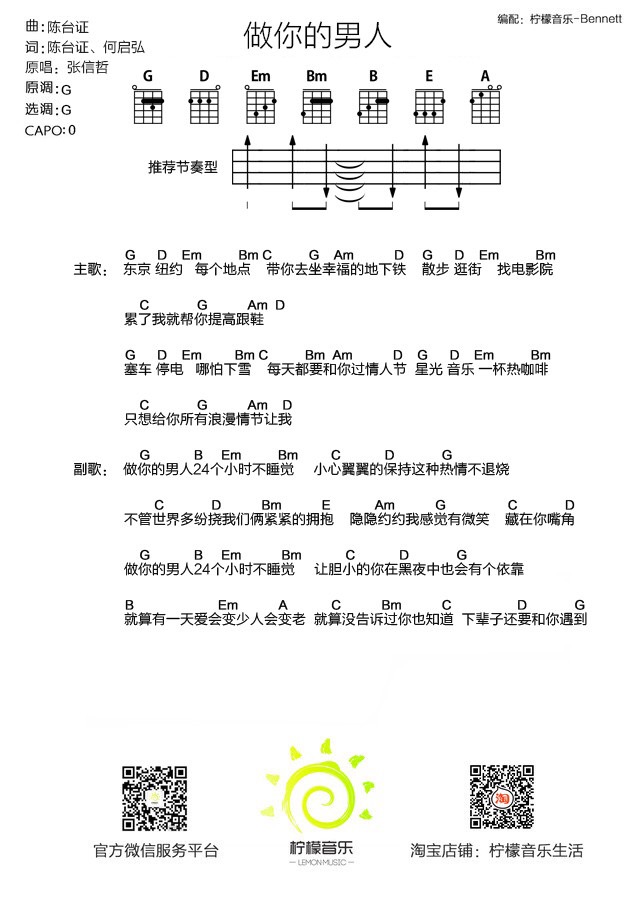 曲:陈台证
词:陈台证、何启弘
原唱：张信哲
原调:G
选调:G
CAPO:0
做你的男人
编配：柠檬音乐-Bennett
G D Em Bm B E A
推荐节奏型
G D Em Bm C G Am D G D Em Bm
主歌： 东京 纽约 每个地点 带你去坐幸福的地下铁 散步 逛街 找电影院
C G Am D
累了我就帮你提高跟鞋
G D Em Bm C Bm Am D G D Em Bm
塞车 停电 哪怕下雪 每天都要和你过情人节 星光 音乐 一杯热咖啡
C G Am D
只想给你所有浪漫情节让我
G B Em Bm C D G
副歌： 做你的男人24个小时不睡觉 小心翼翼的保持这种热情不退烧
C D Bm E Am G C D
不管世界多纷挠我们俩紧紧的拥抱 隐隐约约我感觉有微笑 藏在你嘴角
G B Em Bm C D G
做你的男人24个小时不睡觉 让胆小的你在黑夜中也会有个依靠
B Em A C Bm C D G
就算有一天爱会变少人会变老 就算没告诉过你也知道 下辈子还要和你遇到
淘
官方微信服务平台
柠檬音乐
LEMON MUSIC
淘宝店铺：柠檬音乐生活